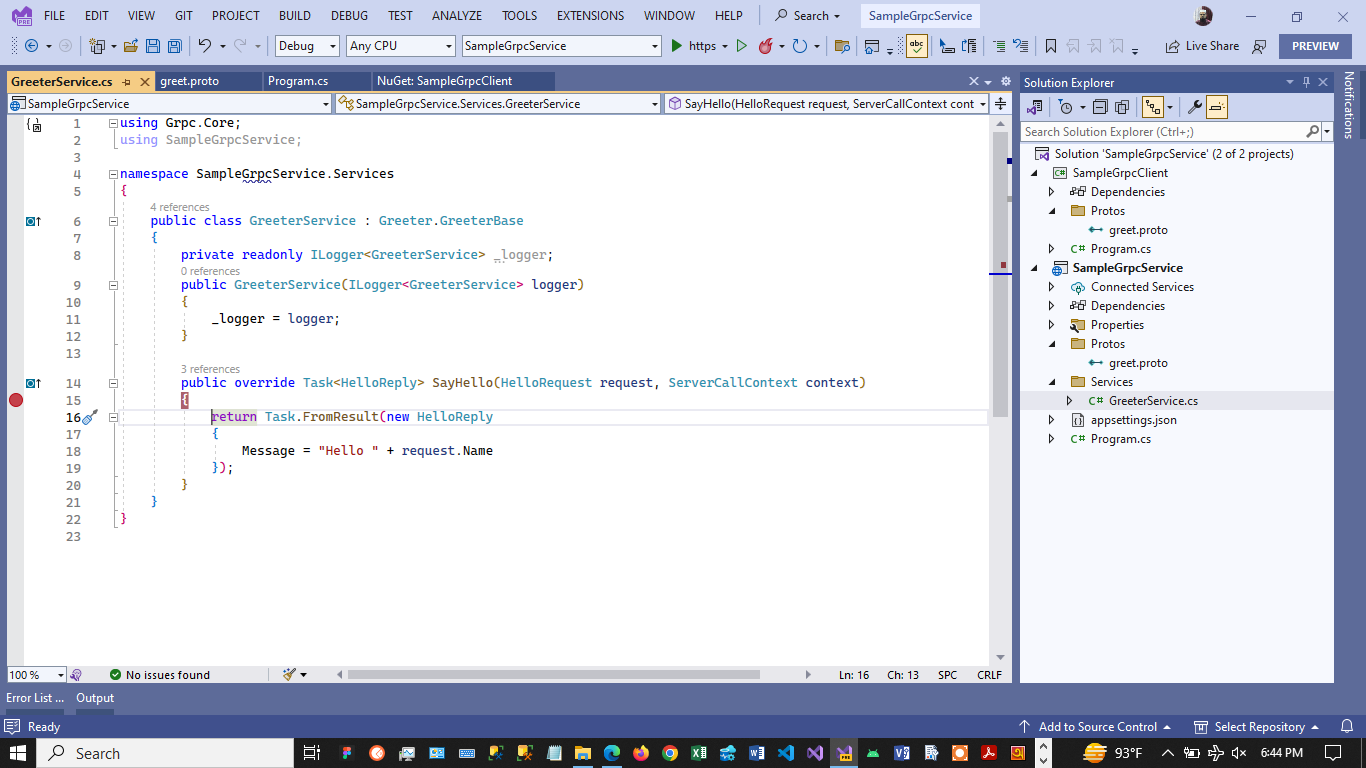 FILE EDIT VIEW GIT PROJECT BUILD DEBUG TEST ANALYZE TOOLS EXTENSIONS WINDOW HELP Search SampleGrpcService
Debug Any CPU SampleGrpcService https abc Live Share PREVIEW
GreeterService.cs greet.proto Program.cs NuGet: SampleGrpcClient
SampleGrpcService SampleGrpcService.Services.GreeterService SayHello(HelloRequest request, ServerCallContext cont
1 using Grpc.Core;
2 using SampleGrpcService;
3
4 namespace SampleGrpcService.Services
5 {
4 references
6 public class GreeterService : Greeter.GreeterBase
7 {
8 private readonly ILogger<GreeterService> _logger;
0 references
9 public GreeterService(ILogger<GreeterService> logger)
10 {
11 _logger = logger;
12 }
13
3 references
14 public override Task<HelloReply> SayHello(HelloRequest request, ServerCallContext context)
15 {
16 return Task.FromResult(new HelloReply
17 {
18 Message = "Hello " + request.Name
19 });
20 }
21 }
22 }
23
100 % No issues found Ln: 16 Ch: 13 SPC CRLF
Solution Explorer
Search Solution Explorer (Ctrl+;)
Solution 'SampleGrpcService' (2 of 2 projects)
C# SampleGrpcClient
Dependencies
Protos
greet.proto
C# Program.cs
SampleGrpcService
Connected Services
Dependencies
Properties
Protos
greet.proto
Services
C# GreeterService.cs
appsettings.json
C# Program.cs
Notifications
Error List ... Output
Ready Add to Source Control Select Repository
Search 93°F 6:44 PM